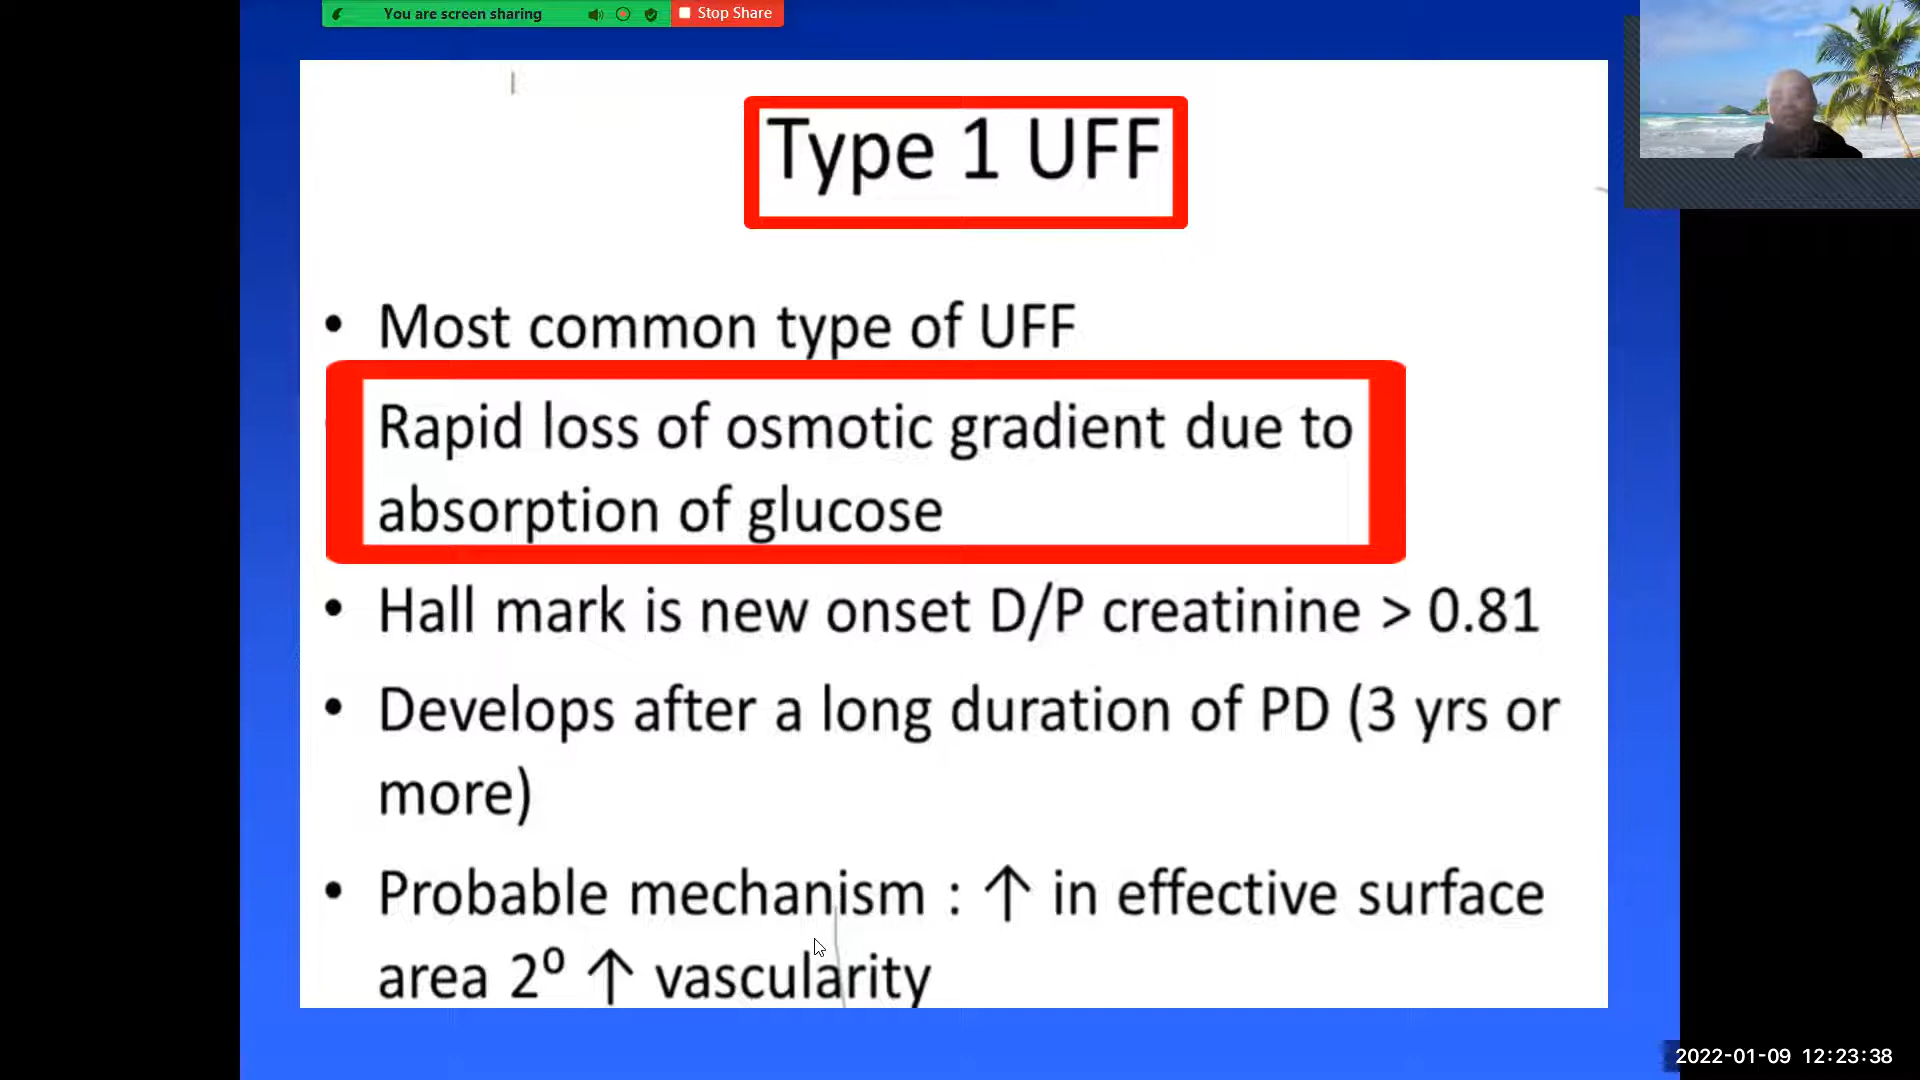 You are screen sharing
Stop Share
Type 1 UFF
• Most common type of UFF
Rapid loss of osmotic gradient due to
absorption of glucose
• Hall mark is new onset D/P creatinine > 0.81
• Develops after a long duration of PD (3 yrs or
more)
• Probable mechanism : ↑ in effective surface
area 2⁰ ↑ vascularity
2022-01-09 12:23:38